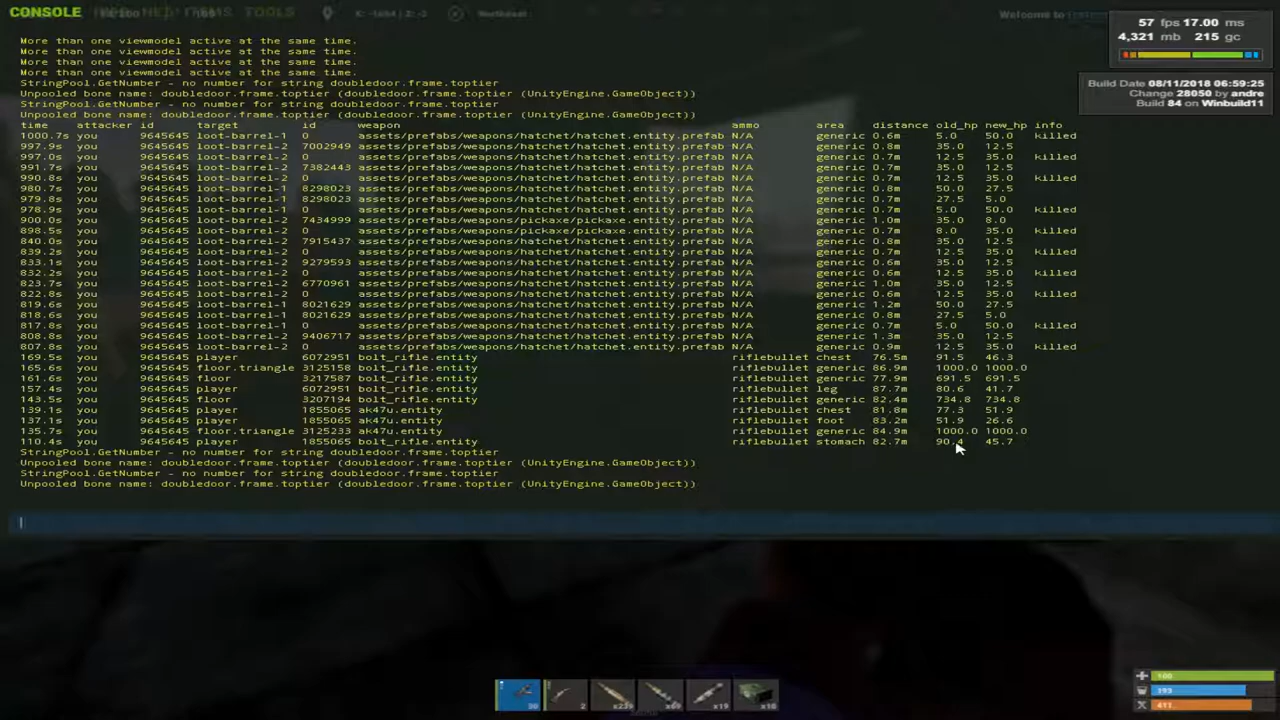 CONSOLE TOOLS
Northeast
Welcome to
57 fps 17.00 ms
4,321 mb 215 gc
Build Date 08/11/2018 06:59:25
Change 28050 by andre
Build 84 on Winbuild11
More than one viewmodel active at the same time.
More than one viewmodel active at the same time.
More than one viewmodel active at the same time.
More than one viewmodel active at the same time.
StringPool.GetNumber - no number for string doubledoor.frame.toptier
Unpooled bone name: doubledoor.frame.toptier (doubledoor.frame.toptier (UnityEngine.GameObject))
StringPool.GetNumber - no number for string doubledoor.frame.toptier
Unpooled bone name: doubledoor.frame.toptier (doubledoor.frame.toptier (UnityEngine.GameObject))
time attacker id target id weapon ammo area distance old_hp new_hp info
1000.7s you 9645645 loot-barrel-1 0 assets/prefabs/weapons/hatchet/hatchet.entity.prefab N/A generic 0.6m 5.0 50.0 killed
997.9s you 9645645 loot-barrel-2 7002949 assets/prefabs/weapons/hatchet/hatchet.entity.prefab N/A generic 0.8m 35.0 12.5
997.0s you 9645645 loot-barrel-2 0 assets/prefabs/weapons/hatchet/hatchet.entity.prefab N/A generic 0.7m 12.5 35.0 killed
991.7s you 9645645 loot-barrel-2 7382443 assets/prefabs/weapons/hatchet/hatchet.entity.prefab N/A generic 0.7m 35.0 12.5
990.8s you 9645645 loot-barrel-2 0 assets/prefabs/weapons/hatchet/hatchet.entity.prefab N/A generic 0.7m 12.5 35.0 killed
980.7s you 9645645 loot-barrel-1 8298023 assets/prefabs/weapons/hatchet/hatchet.entity.prefab N/A generic 0.8m 50.0 27.5
979.8s you 9645645 loot-barrel-1 8298023 assets/prefabs/weapons/hatchet/hatchet.entity.prefab N/A generic 0.7m 27.5 5.0
978.9s you 9645645 loot-barrel-1 0 assets/prefabs/weapons/hatchet/hatchet.entity.prefab N/A generic 0.7m 5.0 50.0 killed
900.0s you 9645645 loot-barrel-2 7434999 assets/prefabs/weapons/pickaxe/pickaxe.entity.prefab N/A generic 1.0m 35.0 8.0
898.5s you 9645645 loot-barrel-2 0 assets/prefabs/weapons/pickaxe/pickaxe.entity.prefab N/A generic 0.7m 8.0 35.0 killed
840.0s you 9645645 loot-barrel-2 7915437 assets/prefabs/weapons/hatchet/hatchet.entity.prefab N/A generic 0.8m 35.0 12.5
839.2s you 9645645 loot-barrel-2 0 assets/prefabs/weapons/hatchet/hatchet.entity.prefab N/A generic 0.7m 12.5 35.0 killed
833.1s you 9645645 loot-barrel-2 9279593 assets/prefabs/weapons/hatchet/hatchet.entity.prefab N/A generic 0.6m 35.0 12.5
832.2s you 9645645 loot-barrel-2 0 assets/prefabs/weapons/hatchet/hatchet.entity.prefab N/A generic 0.6m 12.5 35.0 killed
823.7s you 9645645 loot-barrel-2 6770961 assets/prefabs/weapons/hatchet/hatchet.entity.prefab N/A generic 1.0m 35.0 12.5
822.8s you 9645645 loot-barrel-2 0 assets/prefabs/weapons/hatchet/hatchet.entity.prefab N/A generic 0.6m 12.5 35.0 killed
819.6s you 9645645 loot-barrel-1 8021629 assets/prefabs/weapons/hatchet/hatchet.entity.prefab N/A generic 1.2m 50.0 27.5
818.6s you 9645645 loot-barrel-1 8021629 assets/prefabs/weapons/hatchet/hatchet.entity.prefab N/A generic 0.8m 27.5 5.0
817.8s you 9645645 loot-barrel-1 0 assets/prefabs/weapons/hatchet/hatchet.entity.prefab N/A generic 0.7m 5.0 50.0 killed
808.8s you 9645645 loot-barrel-2 9406717 assets/prefabs/weapons/hatchet/hatchet.entity.prefab N/A generic 1.3m 35.0 12.5
807.8s you 9645645 loot-barrel-2 0 assets/prefabs/weapons/hatchet/hatchet.entity.prefab N/A generic 0.9m 12.5 35.0 killed
169.5s you 9645645 player 6072951 bolt_rifle.entity riflebullet chest 76.5m 91.5 46.3
165.6s you 9645645 floor.triangle 3125158 bolt_rifle.entity riflebullet generic 86.9m 1000.0 1000.0
161.6s you 9645645 floor 3217587 bolt_rifle.entity riflebullet generic 77.9m 691.5 691.5
157.4s you 9645645 player 6072951 bolt_rifle.entity riflebullet leg 87.7m 80.6 41.7
143.5s you 9645645 floor 3207194 bolt_rifle.entity riflebullet generic 82.4m 734.8 734.8
139.1s you 9645645 player 1855065 ak47u.entity riflebullet chest 81.8m 77.3 51.9
137.1s you 9645645 player 1855065 ak47u.entity riflebullet foot 83.2m 51.9 26.6
135.7s you 9645645 floor.triangle 3125233 ak47u.entity riflebullet generic 84.9m 1000.0 1000.0
110.4s you 9645645 player 1855065 bolt_rifle.entity riflebullet stomach 82.7m 90.4 45.7
StringPool.GetNumber - no number for string doubledoor.frame.toptier
Unpooled bone name: doubledoor.frame.toptier (doubledoor.frame.toptier (UnityEngine.GameObject))
StringPool.GetNumber - no number for string doubledoor.frame.toptier
Unpooled bone name: doubledoor.frame.toptier (doubledoor.frame.toptier (UnityEngine.GameObject))
30 2 x19 x10
100
393
411